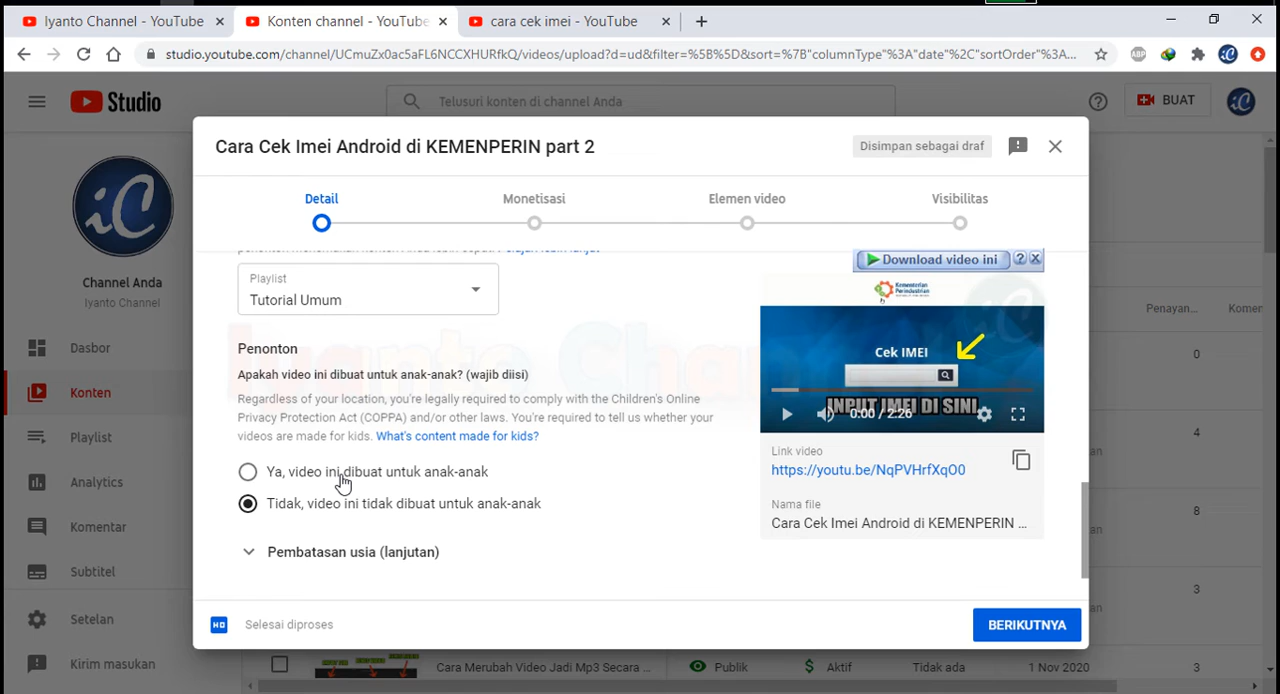 Iyanto Channel - YouTube
Konten channel - YouTube
cara cek imei - YouTube
studio.youtube.com/channel/UCmuZx0ac5aFL6NCCXHURfkQ/videos/upload?d=ud&filter=%5B%5D&sort=%7B"columnType"%3A"date"%2C"sortOrder"%3A...
ABP
Studio
Telusuri konten di channel Anda
BUAT
Cara Cek Imei Android di KEMENPERIN part 2
Disimpan sebagai draf
Detail
Monetisasi
Elemen video
Visibilitas
Playlist
Tutorial Umum
Penonton
Apakah video ini dibuat untuk anak-anak? (wajib diisi)
Regardless of your location, you're legally required to comply with the Children's Online
Privacy Protection Act (COPPA) and/or other laws. You're required to tell us whether your
videos are made for kids. What's content made for kids?
Ya, video ini dibuat untuk anak-anak
Tidak, video ini tidak dibuat untuk anak-anak
Pembatasan usia (lanjutan)
Download video ini
Kementerian
Perindustrian
Cek IMEI
INPUT IMEI DI SINI
0:00 / 2:26
Link video
https://youtu.be/NqPVHrfXqO0
Nama file
Cara Cek Imei Android di KEMENPERIN ...
HD
Selesai diproses
BERIKUTNYA
iC
Channel Anda
Iyanto Channel
Dasbor
Konten
Playlist
Analytics
Komentar
Subtitel
Setelan
Kirim masukan
Penayan...
Komen
0
4
8
3
Cara Merubah Video Jadi Mp3 Secara ...
Publik
Aktif
Tidak ada
1 Nov 2020
3